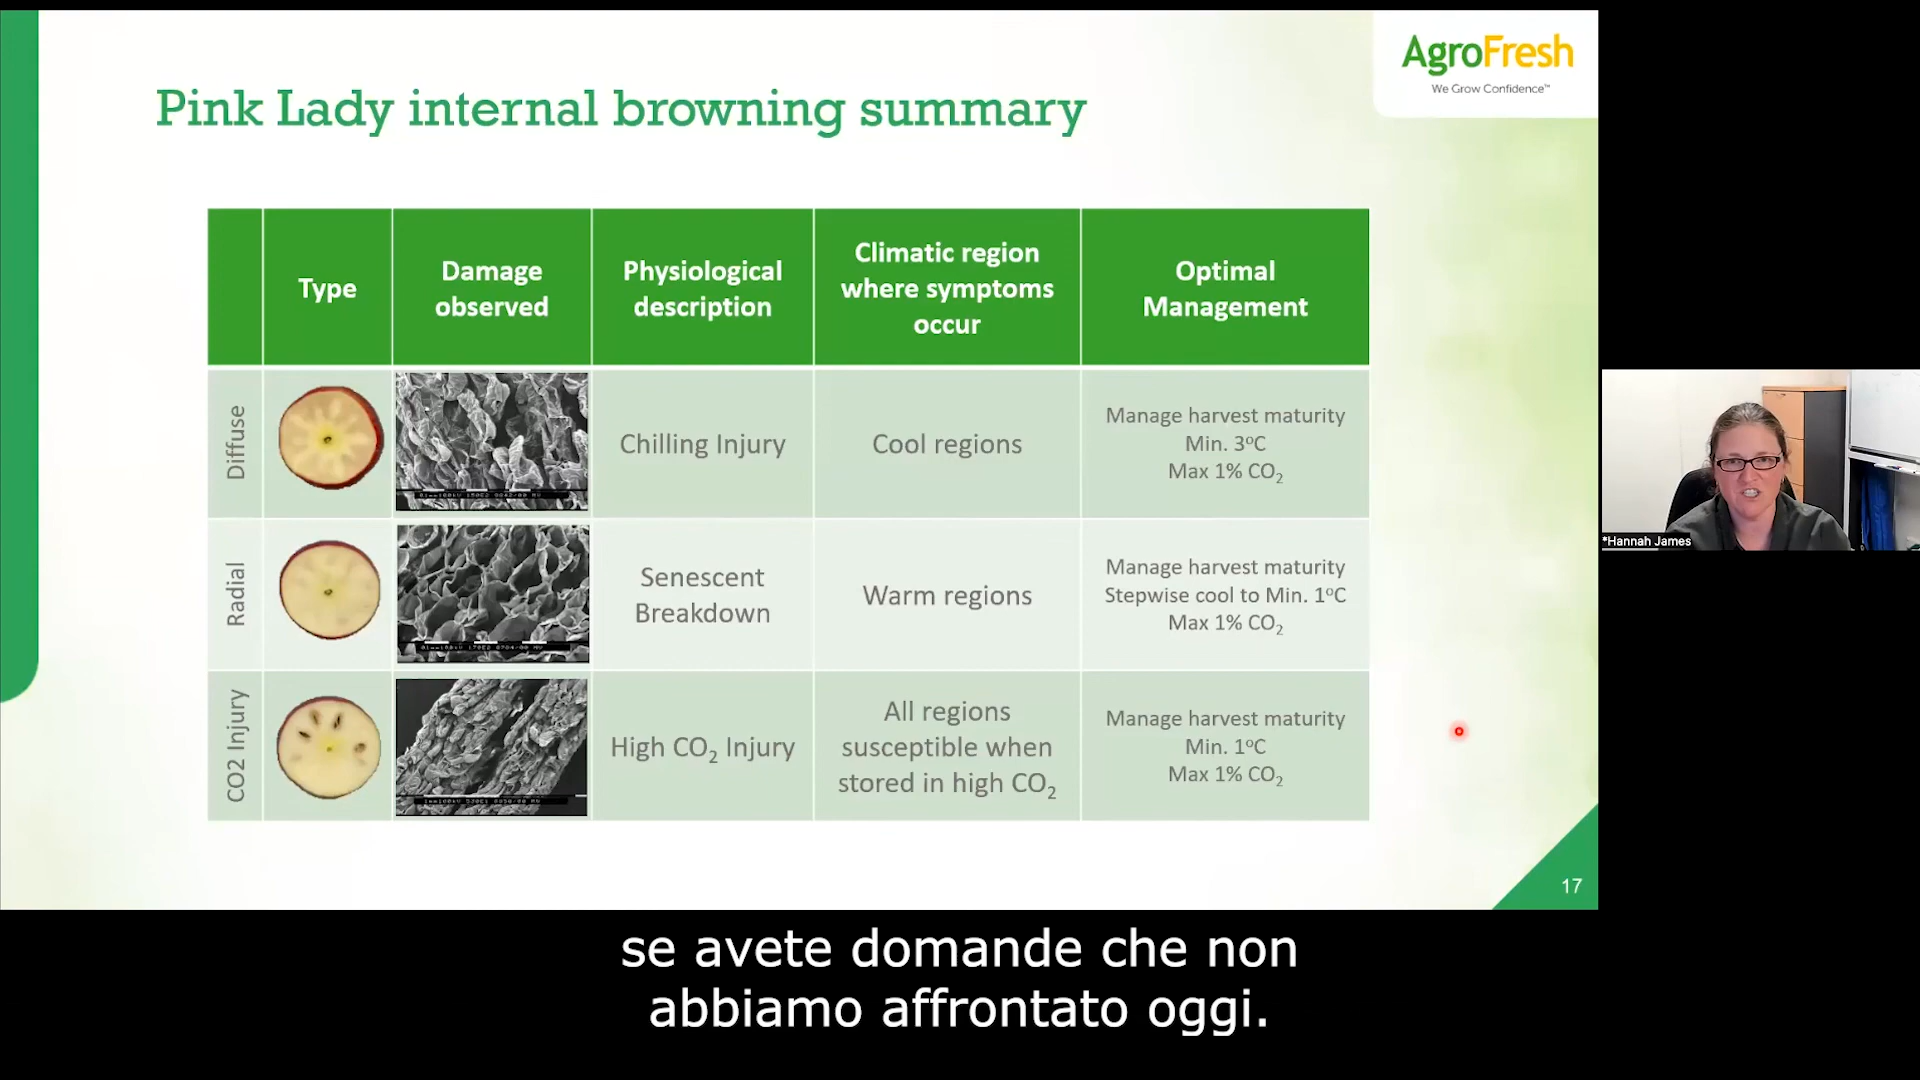 AgroFresh
We Grow Confidence™
Pink Lady internal browning summary
Type
Damage
observed
Physiological
description
Climatic region
where symptoms
occur
Optimal
Management
Diffuse
Chilling Injury
Cool regions
Manage harvest maturity
Min. 3ºC
Max 1% CO₂
Radial
Senescent
Breakdown
Warm regions
Manage harvest maturity
Stepwise cool to Min. 1ºC
Max 1% CO₂
CO2 Injury
High CO₂ Injury
All regions
susceptible when
stored in high CO₂
Manage harvest maturity
Min. 1ºC
Max 1% CO₂
*Hannah James
17
se avete domande che non
abbiamo affrontato oggi.